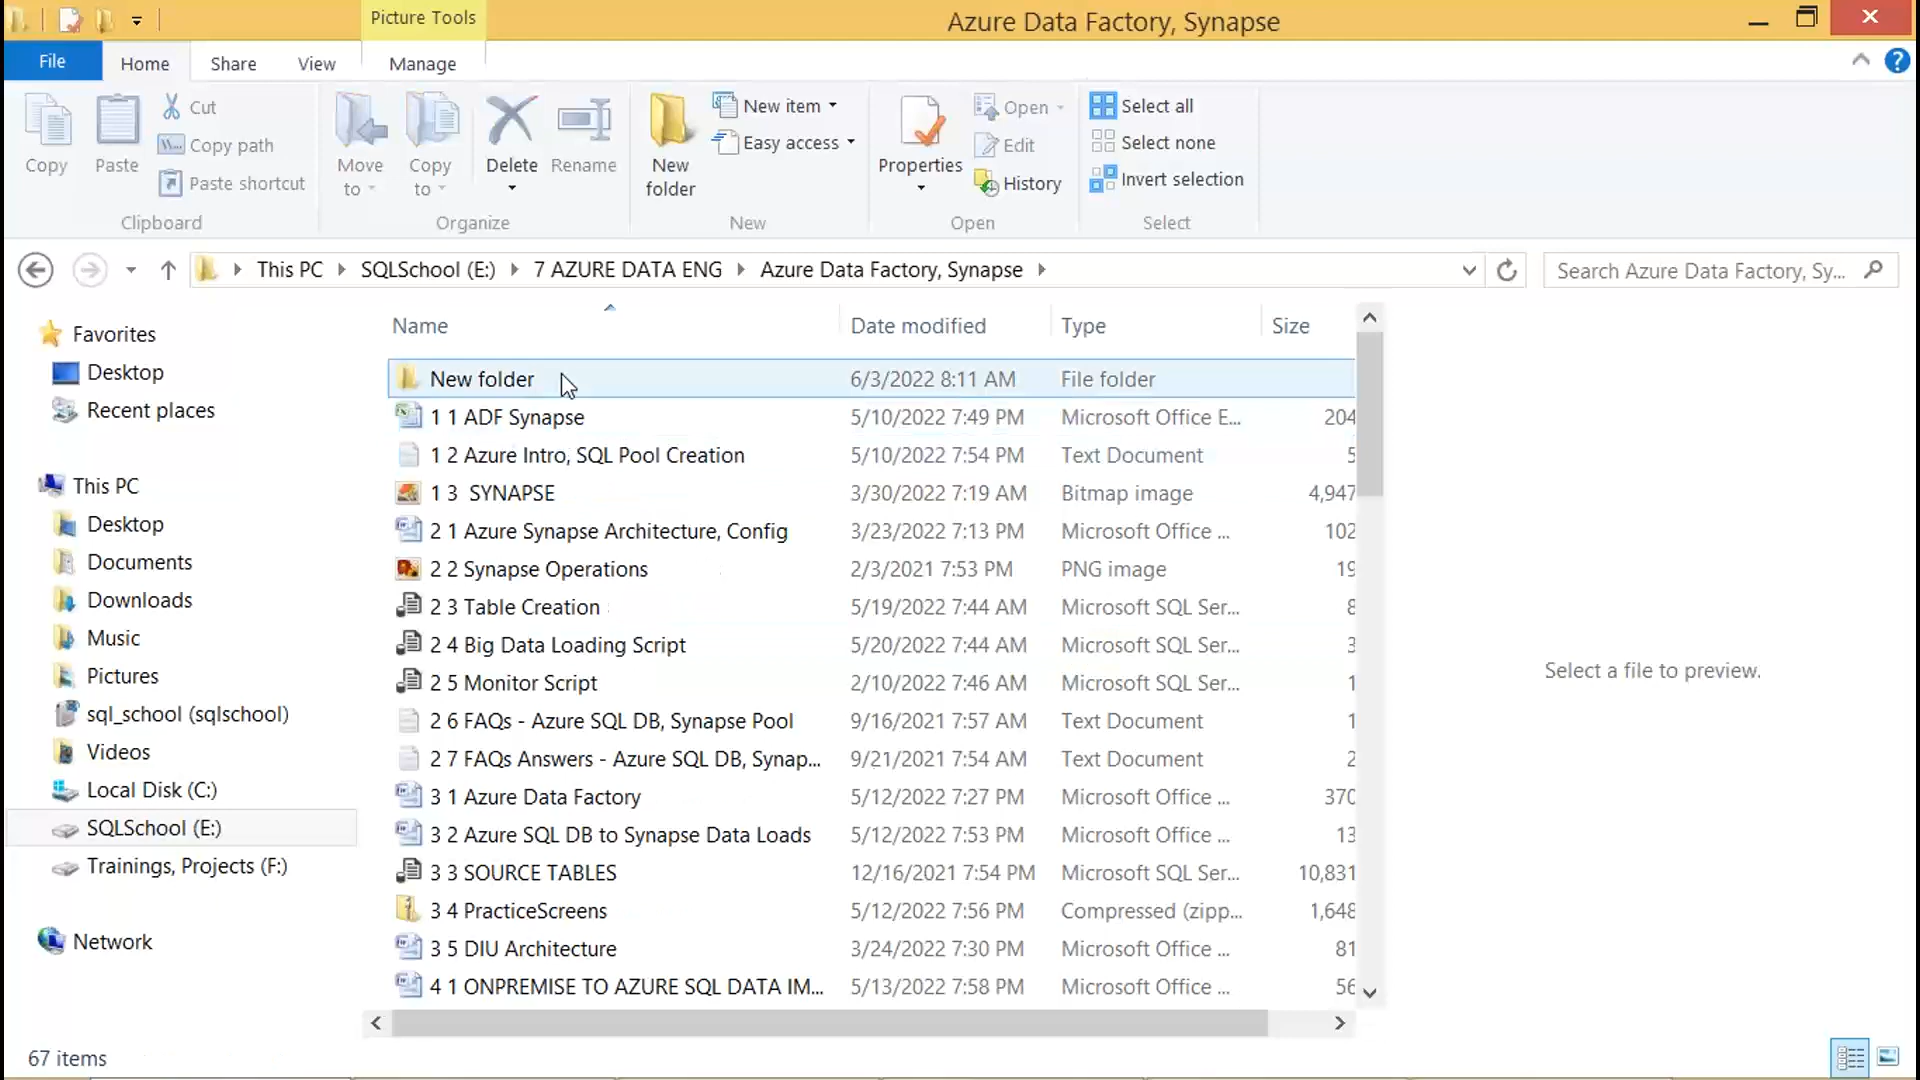 Picture Tools
Azure Data Factory, Synapse
File
Home
Share
View
Manage
Copy
Paste
Cut
Copy path
Paste shortcut
Clipboard
Move to
Copy to
Delete
Rename
Organize
New folder
New item
Easy access
New
Properties
Open
Edit
History
Open
Select all
Select none
Invert selection
Select
This PC
SQLSchool (E:)
7 AZURE DATA ENG
Azure Data Factory, Synapse
Search Azure Data Factory, Sy...
Favorites
Desktop
Recent places
This PC
Desktop
Documents
Downloads
Music
Pictures
sql_school (sqlschool)
Videos
Local Disk (C:)
SQLSchool (E:)
Trainings, Projects (F:)
Network
Name Date modified Type Size
New folder 6/3/2022 8:11 AM File folder
1 1 ADF Synapse 5/10/2022 7:49 PM Microsoft Office E... 204
1 2 Azure Intro, SQL Pool Creation 5/10/2022 7:54 PM Text Document 5
1 3 SYNAPSE 3/30/2022 7:19 AM Bitmap image 4,947
2 1 Azure Synapse Architecture, Config 3/23/2022 7:13 PM Microsoft Office ... 102
2 2 Synapse Operations 2/3/2021 7:53 PM PNG image 19
2 3 Table Creation 5/19/2022 7:44 AM Microsoft SQL Ser... 8
2 4 Big Data Loading Script 5/20/2022 7:44 AM Microsoft SQL Ser... 3
2 5 Monitor Script 2/10/2022 7:46 AM Microsoft SQL Ser... 1
2 6 FAQs - Azure SQL DB, Synapse Pool 9/16/2021 7:57 AM Text Document 1
2 7 FAQs Answers - Azure SQL DB, Synap... 9/21/2021 7:54 AM Text Document 2
3 1 Azure Data Factory 5/12/2022 7:27 PM Microsoft Office ... 370
3 2 Azure SQL DB to Synapse Data Loads 5/12/2022 7:53 PM Microsoft Office ... 13
3 3 SOURCE TABLES 12/16/2021 7:54 PM Microsoft SQL Ser... 10,831
3 4 PracticeScreens 5/12/2022 7:56 PM Compressed (zipp... 1,648
3 5 DIU Architecture 3/24/2022 7:30 PM Microsoft Office ... 81
4 1 ONPREMISE TO AZURE SQL DATA IM... 5/13/2022 7:58 PM Microsoft Office ... 56
Select a file to preview.
67 items